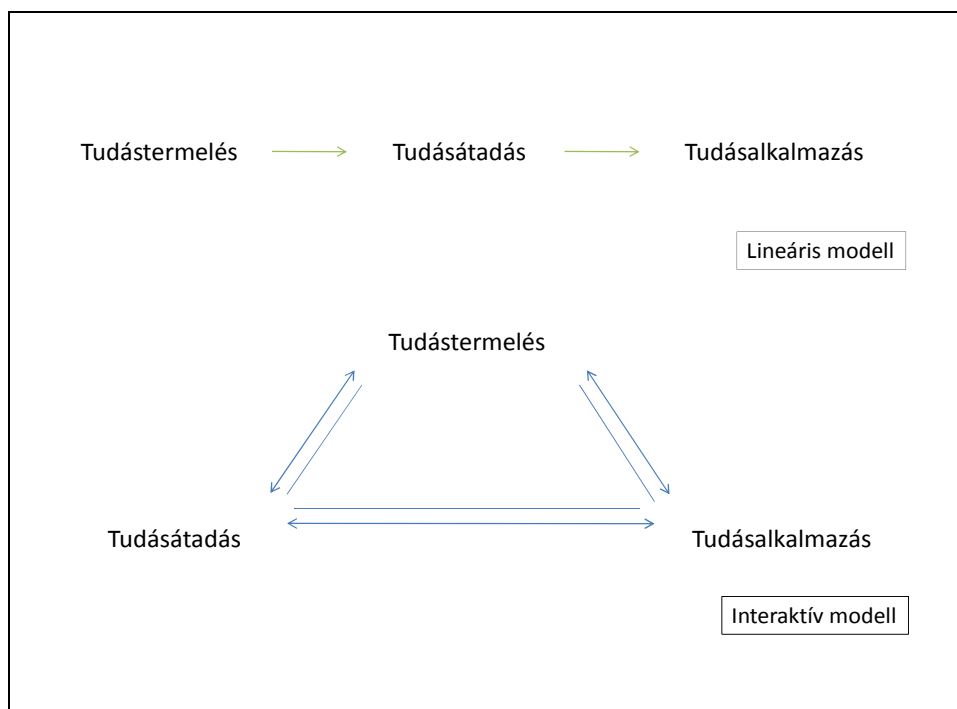 Tudástermelés Tudásátadás Tudásalkalmazás
Lineáris modell
Tudástermelés
Tudásátadás Tudásalkalmazás
Interaktív modell